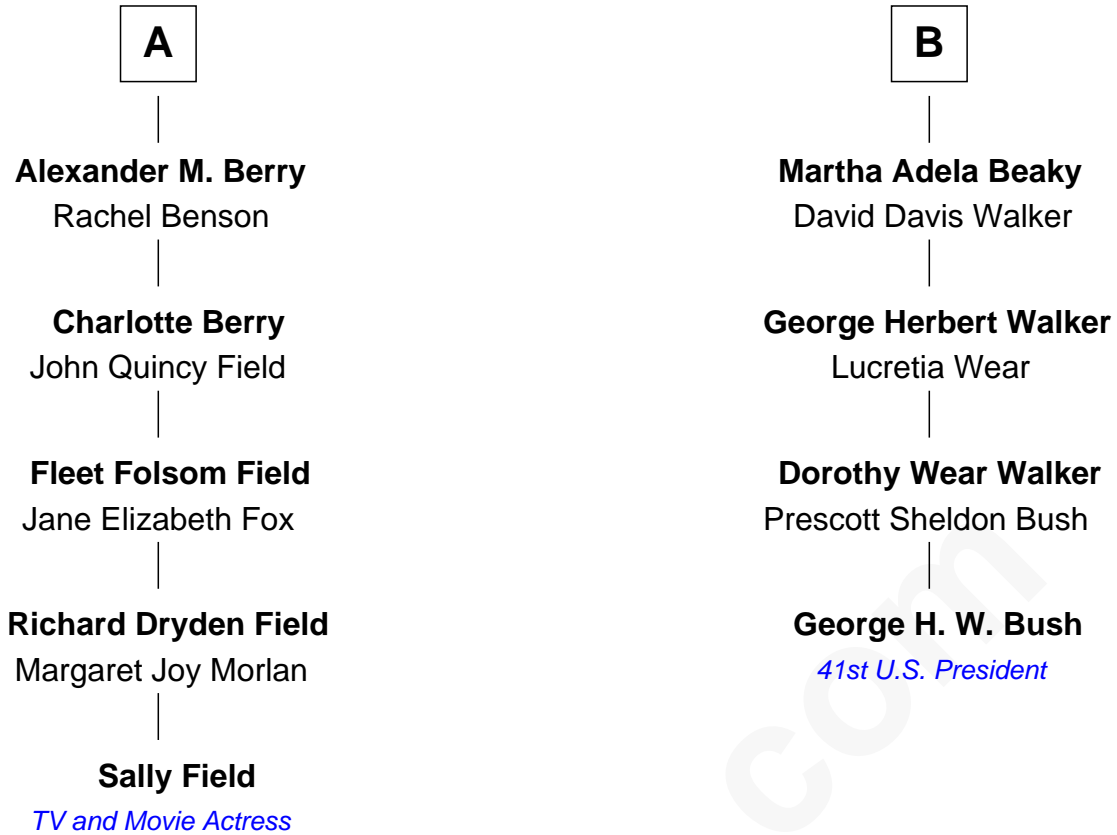 A
Alexander M. Berry
Rachel Benson
Charlotte Berry
John Quincy Field
Fleet Folsom Field
Jane Elizabeth Fox
Richard Dryden Field
Margaret Joy Morlan
Sally Field
TV and Movie Actress
B
Martha Adela Beaky
David Davis Walker
George Herbert Walker
Lucretia Wear
Dorothy Wear Walker
Prescott Sheldon Bush
George H. W. Bush
41st U.S. President
com